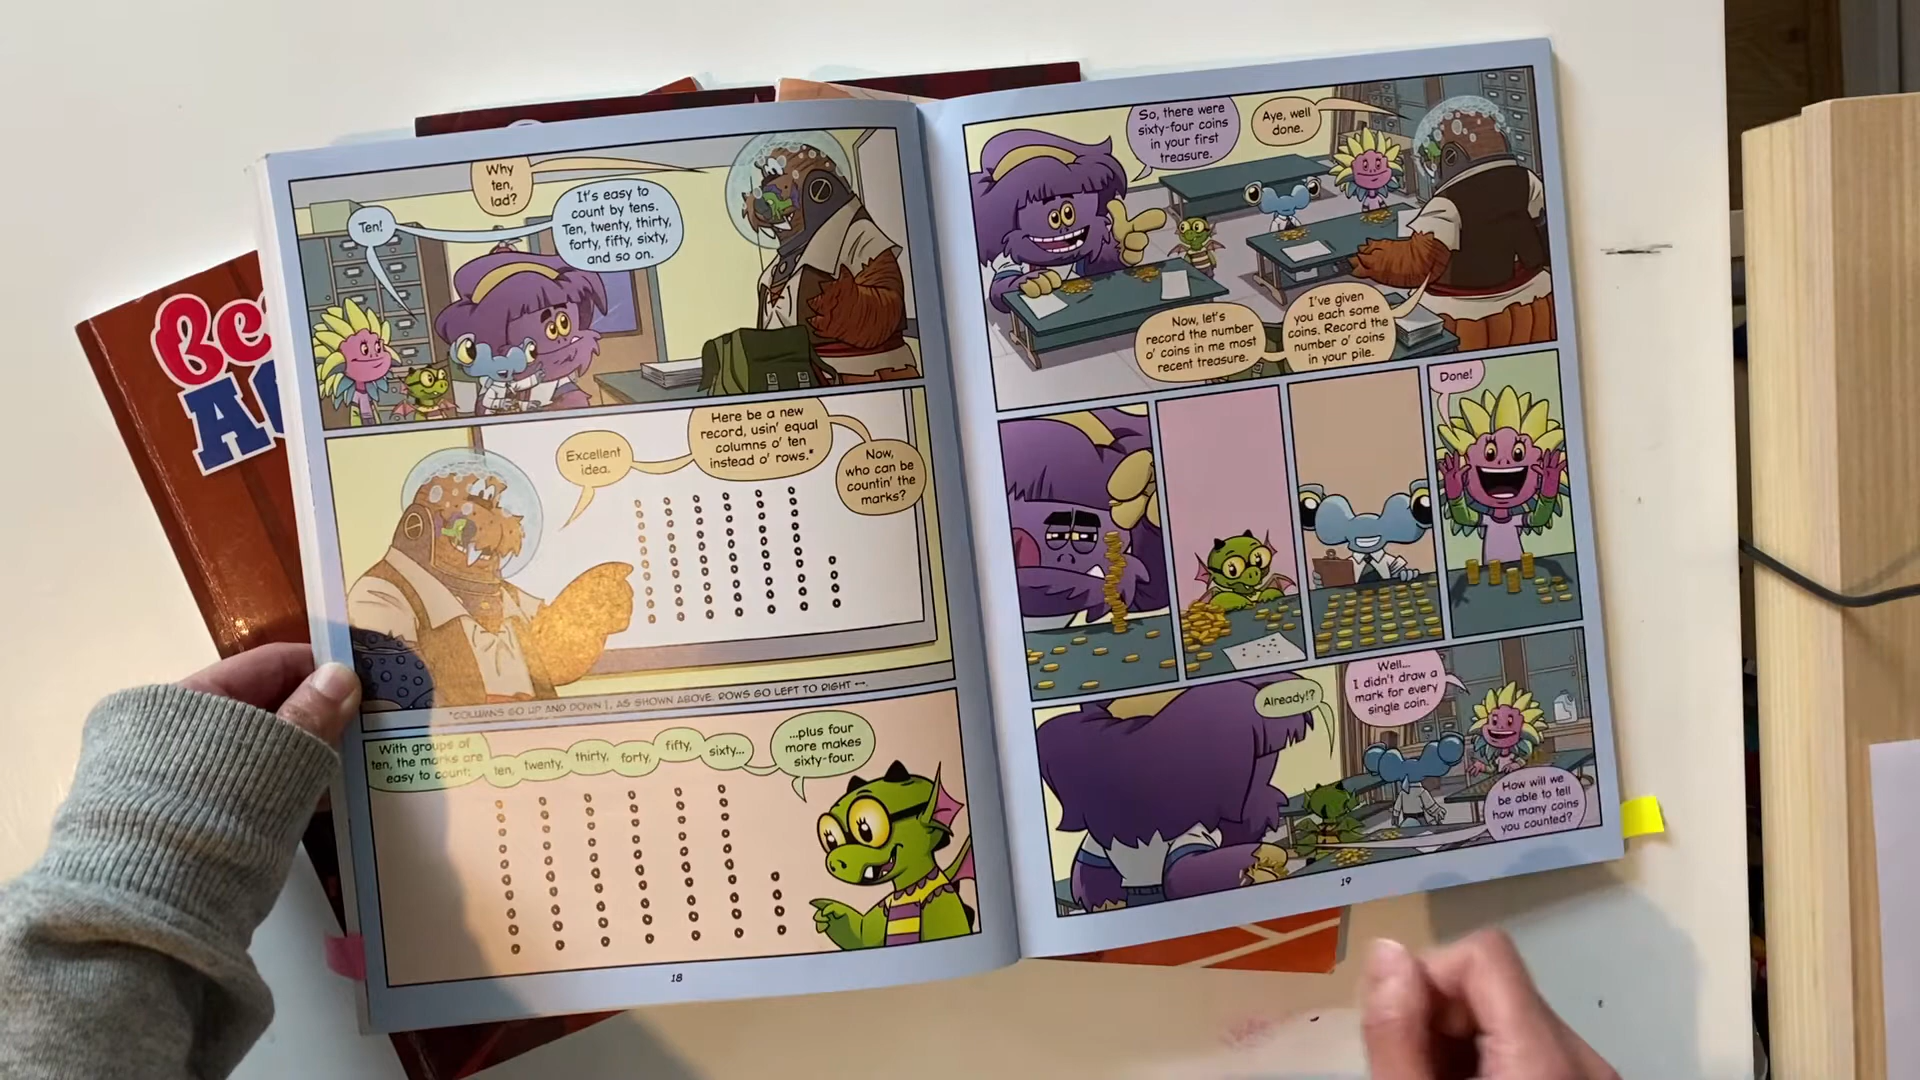 Why
ten,
lad?
Ten!
It's easy to
count by tens.
Ten, twenty, thirty,
forty, fifty, sixty,
and so on.
Excellent
idea.
Here be a new
record, usin' equal
columns o' ten
instead o' rows.*
Now,
who can be
countin' the
marks?
*COLUMNS GO UP AND DOWN ↕, AS SHOWN ABOVE. ROWS GO LEFT TO RIGHT ↔.
With groups of
ten, the marks are
easy to count:
ten,
twenty,
thirty,
forty,
fifty,
sixty...
...plus four
more makes
sixty-four.
18
So, there were
sixty-four coins
in your first
treasure.
Aye, well
done.
Now, let's
record the number
o' coins in me most
recent treasure.
I've given
you each some
coins. Record the
number o' coins
in your pile.
Done!
Already!?
Well...
I didn't draw a
mark for every
single coin.
How will we
be able to tell
how many coins
you counted?
19